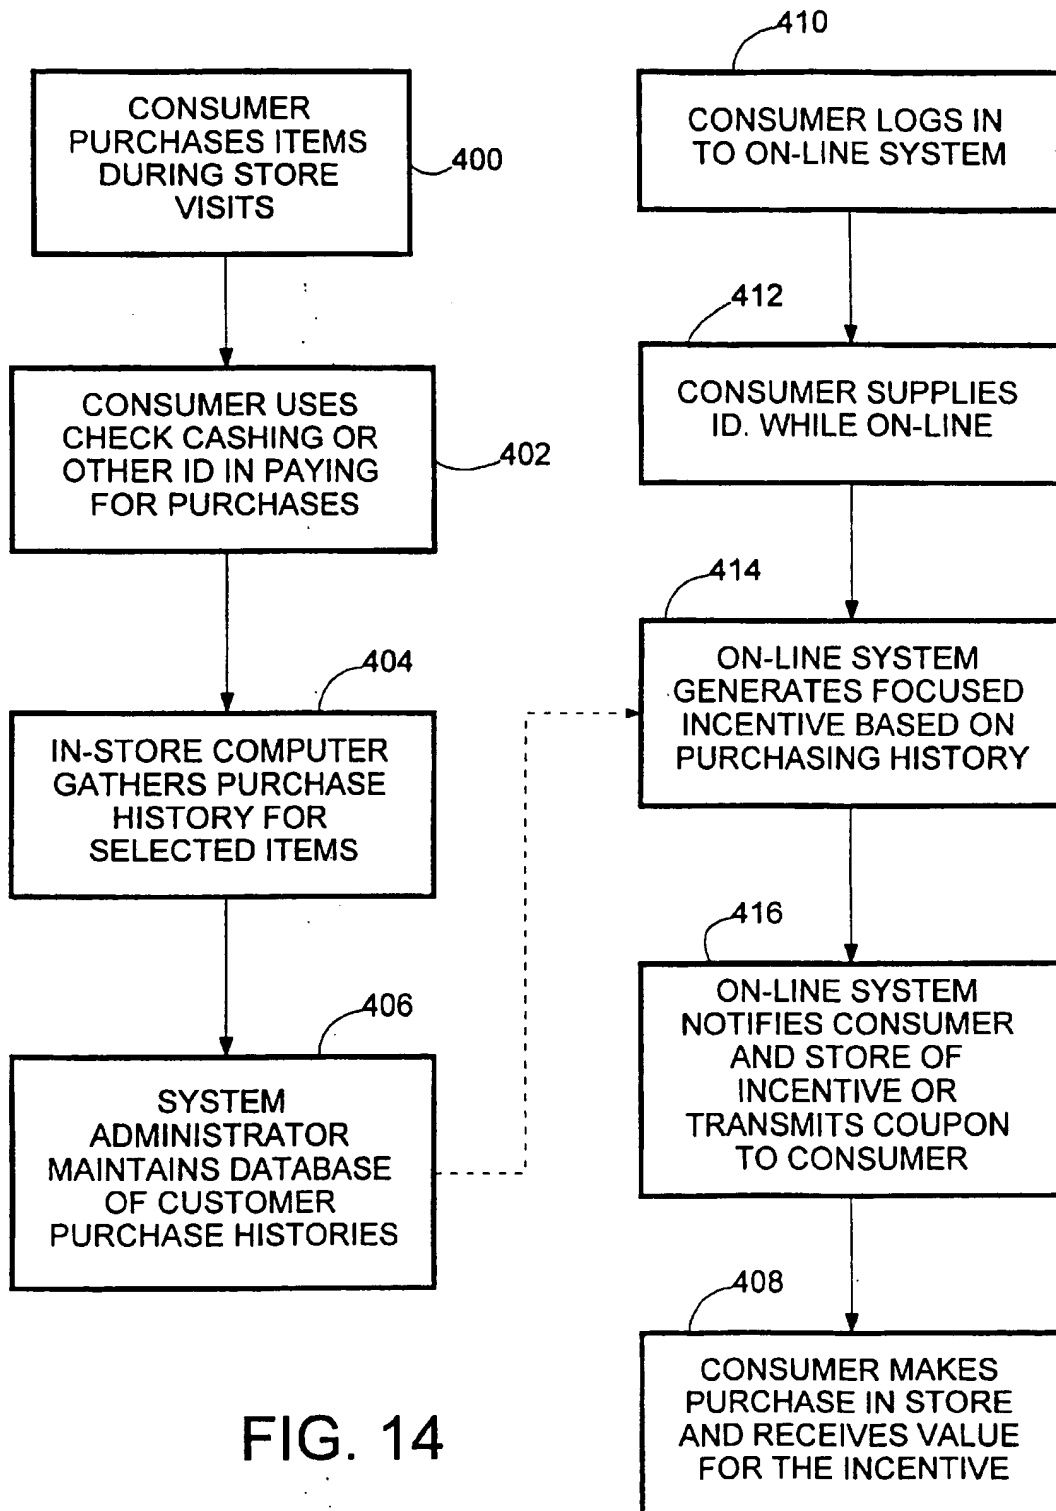 CONSUMER
PURCHASES ITEMS
DURING STORE
VISITS
400
CONSUMER USES
CHECK CASHING OR
OTHER ID IN PAYING
FOR PURCHASES
402
404
IN-STORE COMPUTER
GATHERS PURCHASE
HISTORY FOR
SELECTED ITEMS
406
SYSTEM
ADMINISTRATOR
MAINTAINS DATABASE
OF CUSTOMER
PURCHASE HISTORIES
410
CONSUMER LOGS IN
TO ON-LINE SYSTEM
412
CONSUMER SUPPLIES
ID. WHILE ON-LINE
414
ON-LINE SYSTEM
GENERATES FOCUSED
INCENTIVE BASED ON
PURCHASING HISTORY
416
ON-LINE SYSTEM
NOTIFIES CONSUMER
AND STORE OF
INCENTIVE OR
TRANSMITS COUPON
TO CONSUMER
408
CONSUMER MAKES
PURCHASE IN STORE
AND RECEIVES VALUE
FOR THE INCENTIVE
FIG. 14